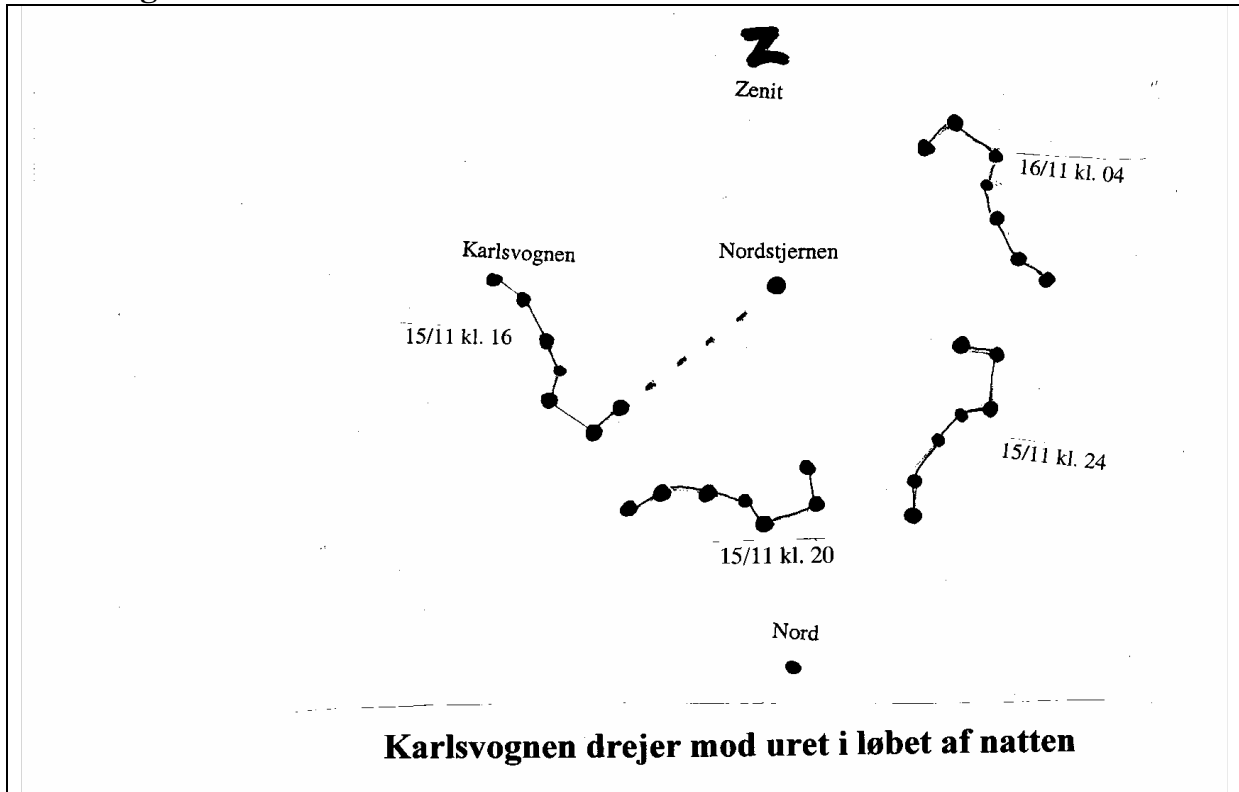 Z
Zenit
16/11 kl. 04
Karlsvognen
Nordstjernen
15/11 kl. 16
15/11 kl. 24
15/11 kl. 20
Nord
Karlsvognen drejer mod uret i løbet af natten